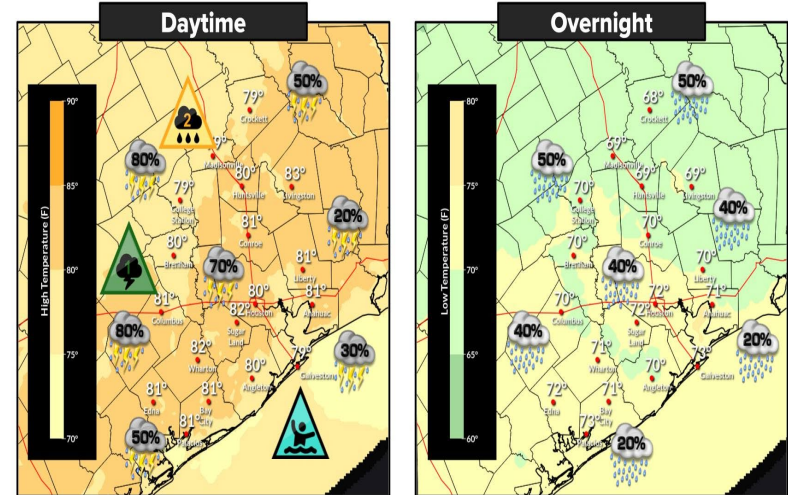 Daytime
High Temperature (F)
90°
85°
80°
75°
70°
50%
79°
Crockett
2
9°
Madisonville
80%
80°
Huntsville
83°
Livingston
79°
College
Station
20%
81°
Conroe
1
80°
Brenham
70%
81°
Liberty
81°
Columbus
80°
Houston
81°
Anahuac
82°
Sugar
Land
80%
82°
Wharton
80°
Angleton
79°
Galveston
30%
81°
Edna
81°
Bay
City
81°
50%
Overnight
Low Temperature (F)
80°
75°
70°
65°
60°
50%
68°
Crockett
69°
Madisonville
50%
69°
Huntsville
69°
Livingston
70°
College
Station
40%
70°
Conroe
70°
Brenham
40%
70°
Liberty
70°
Columbus
72°
Houston
71°
Anahuac
72°
Sugar
Land
40%
71°
Wharton
70°
Angleton
73°
Galveston
20%
72°
Edna
71°
Bay
City
73°
20%